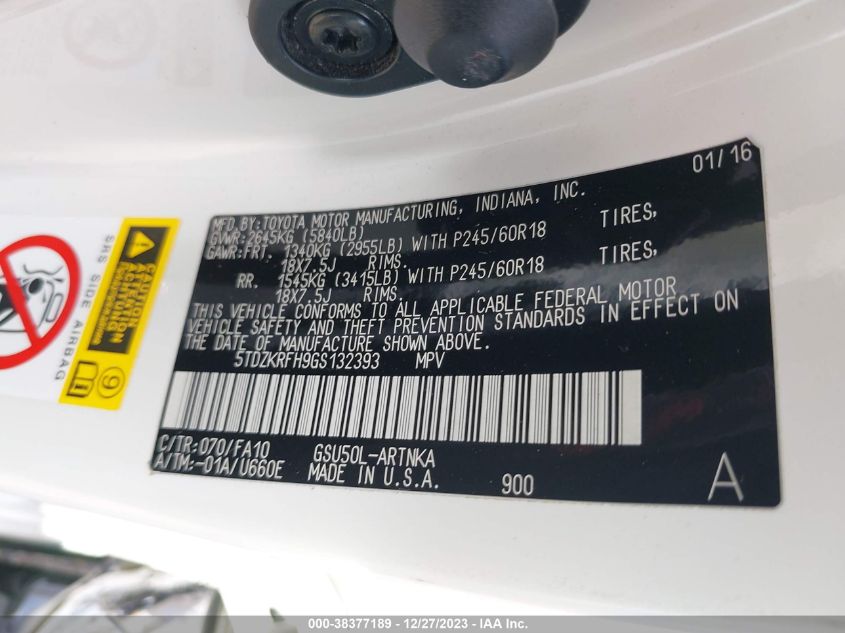 01/16
MFD.BY:TOYOTA MOTOR MANUFACTURING, INDIANA, INC.
GVWR:2645KG (5840LB)
GAWR:FRT. 1340KG (2955LB) WITH P245/60R18 TIRES,
18X7.5J RIMS.
RR. 1545KG (3415LB) WITH P245/60R18 TIRES,
18X7.5J RIMS.
THIS VEHICLE CONFORMS TO ALL APPLICABLE FEDERAL MOTOR
VEHICLE SAFETY AND THEFT PREVENTION STANDARDS IN EFFECT ON
THE DATE OF MANUFACTURE SHOWN ABOVE.
5TDZKRFH9GS132393 MPV
C/TR:070/FA10 GSU50L-ARTNKA
A/TM:-01A/U660E MADE IN U.S.A. 900
A
SRS SIDE AIRBAG
CAUTION
ATTENTION
9
000-38377189 - 12/27/2023 - IAA Inc.